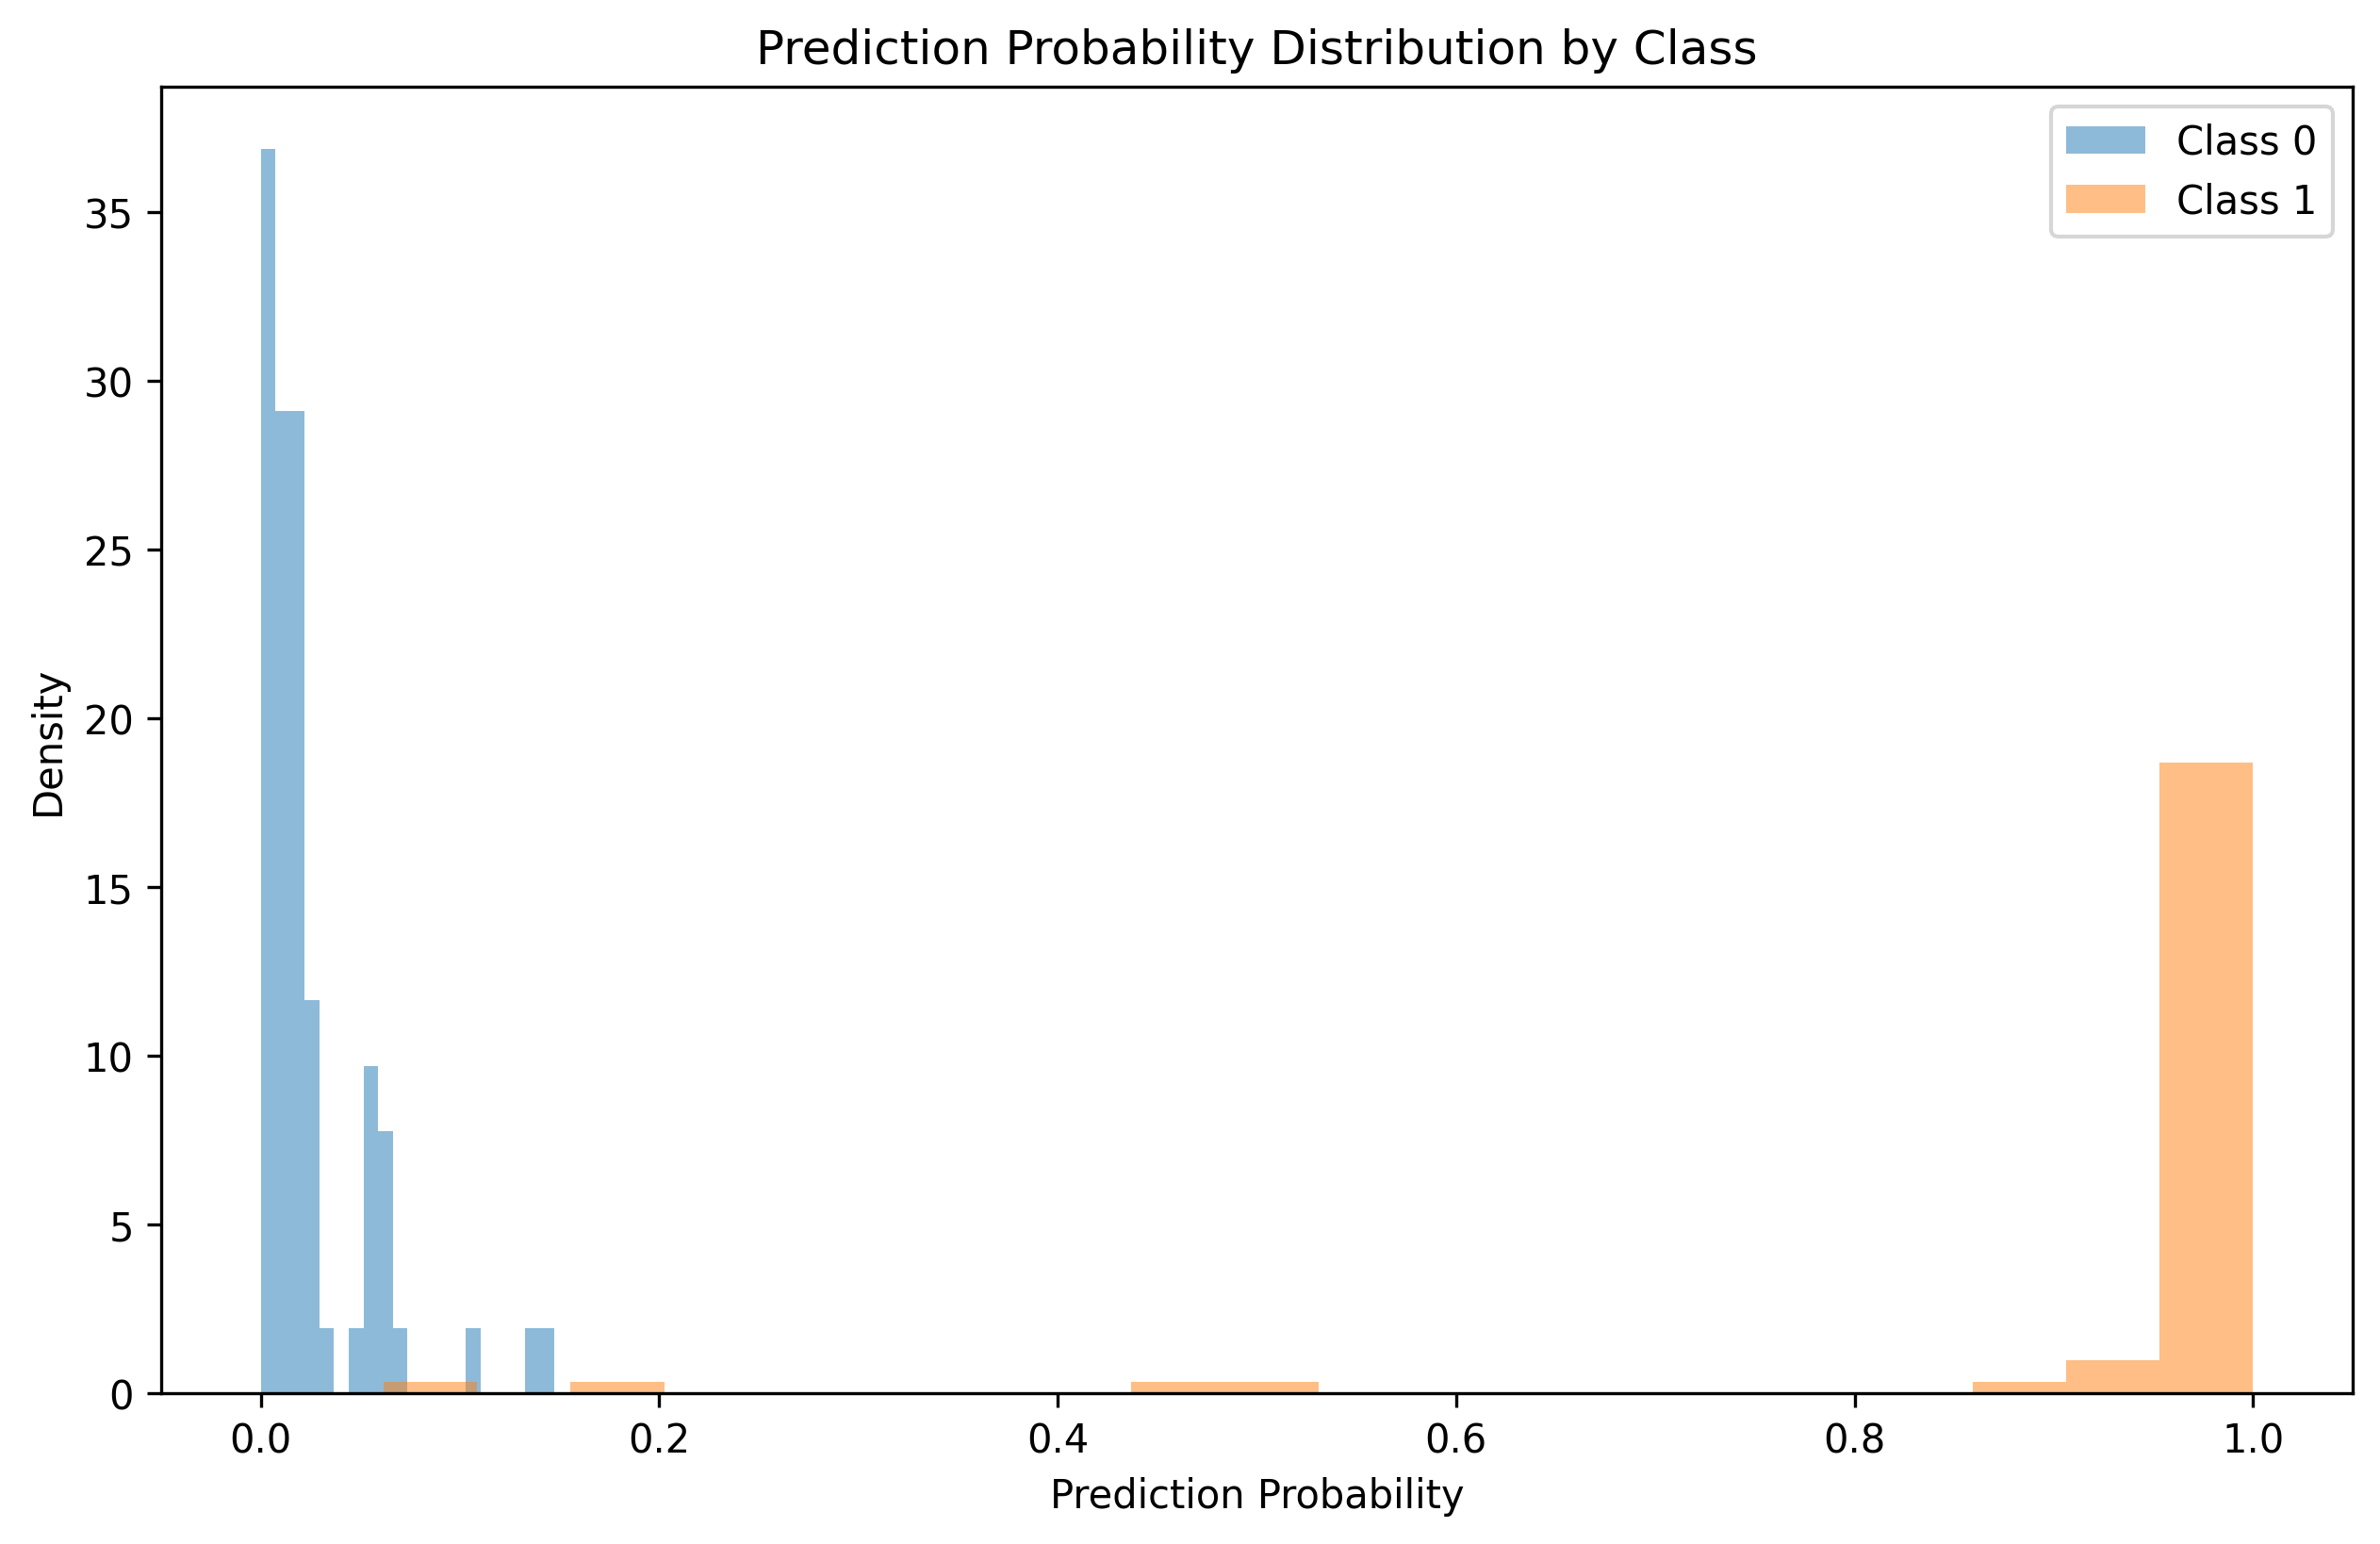 Prediction Probability Distribution by Class
Class 0
Class 1
Density
35
30
25
20
15
10
5
0
0.0 0.2 0.4 0.6 0.8 1.0
Prediction Probability